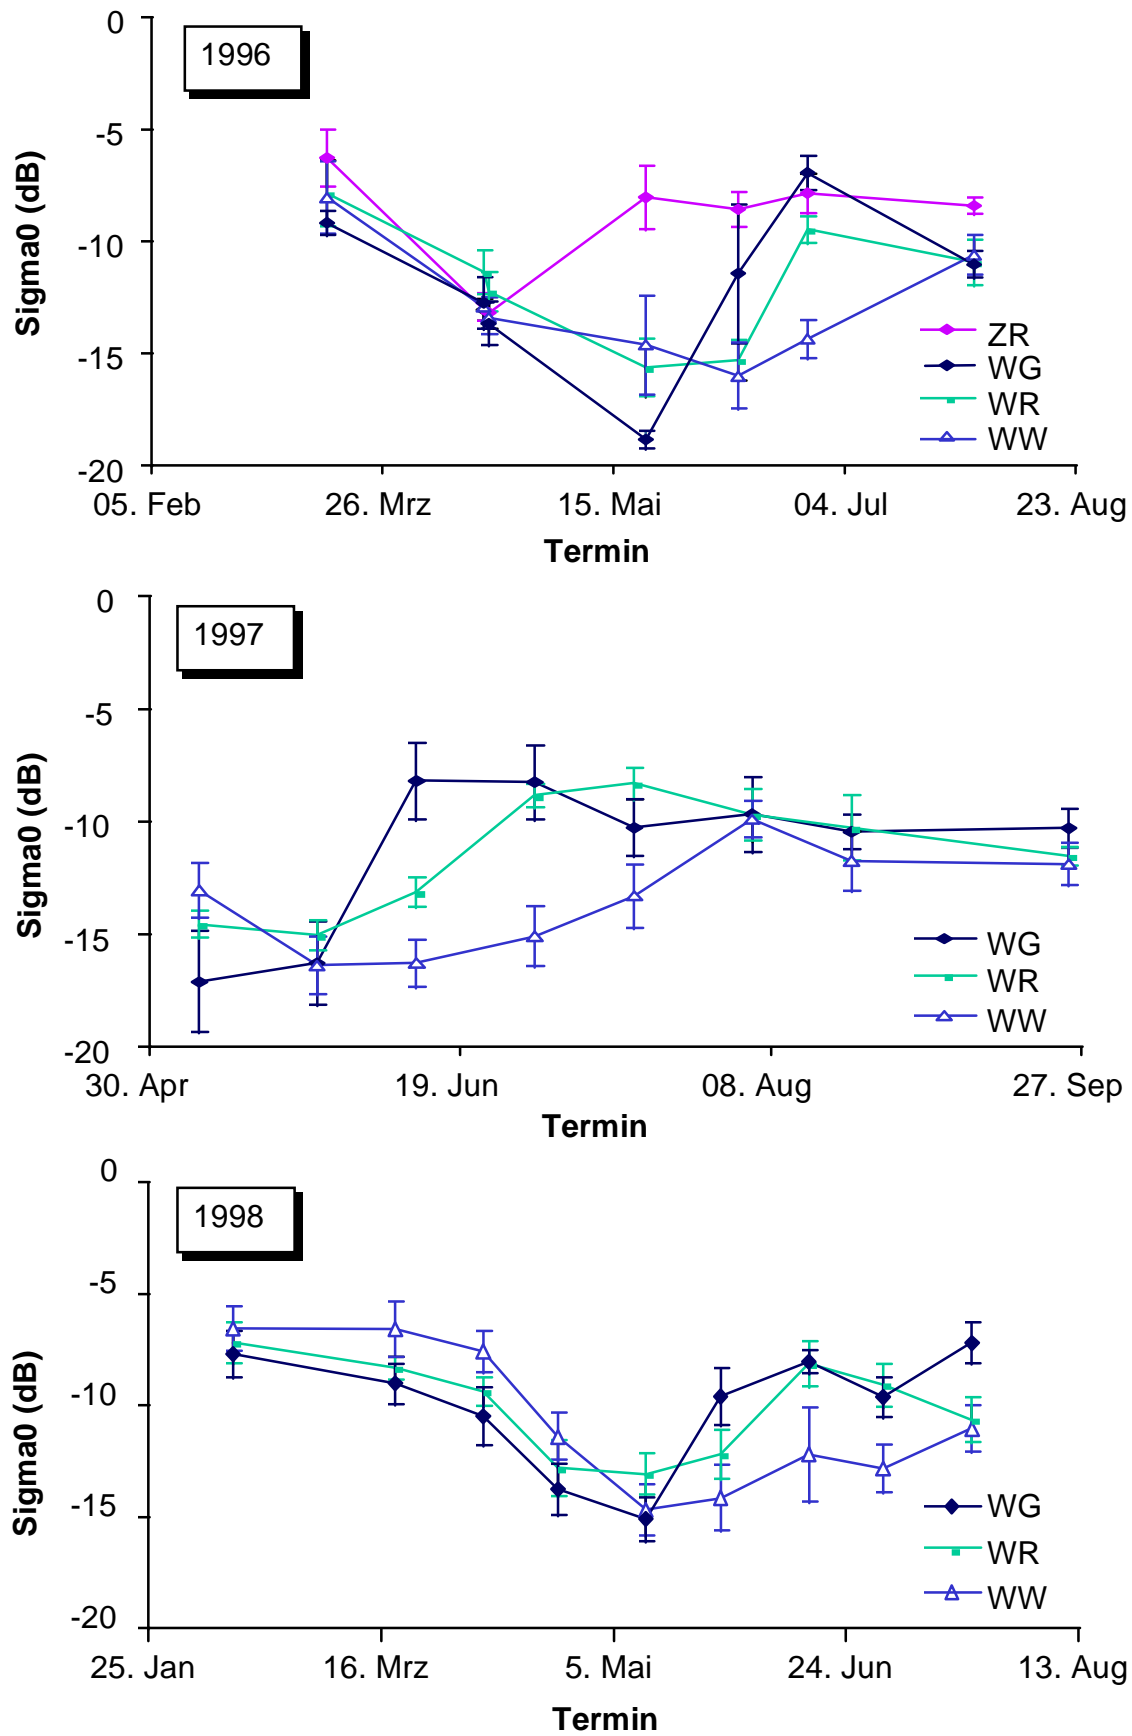 0
1996
-5
Sigma0 (dB)
-10
-15
ZR
WG
WR
WW
-20
05. Feb 26. Mrz 15. Mai 04. Jul 23. Aug
Termin
0
1997
-5
Sigma0 (dB)
-10
-15
WG
WR
WW
-20
30. Apr 19. Jun 08. Aug 27. Sep
Termin
0
1998
-5
Sigma0 (dB)
-10
-15
WG
WR
WW
-20
25. Jan 16. Mrz 5. Mai 24. Jun 13. Aug
Termin